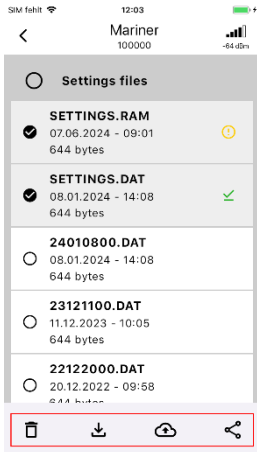 SIM fehlt 12:03
Mariner
100000
-64 dBm
Settings files
SETTINGS.RAM
07.06.2024 - 09:01
644 bytes
SETTINGS.DAT
08.01.2024 - 14:08
644 bytes
24010800.DAT
08.01.2024 - 14:08
644 bytes
23121100.DAT
11.12.2023 - 10:05
644 bytes
22122000.DAT
20.12.2022 - 09:58
644 bytes